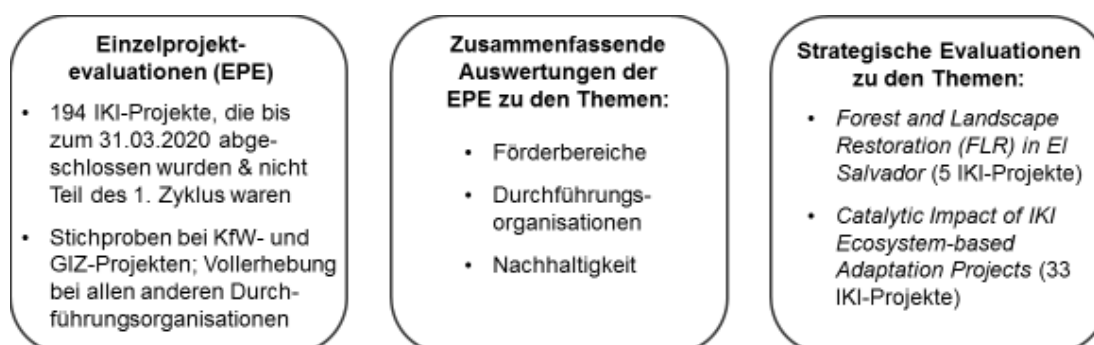 Einzelprojekt-
evaluationen (EPE)
• 194 IKI-Projekte, die bis
zum 31.03.2020 abge-
schlossen wurden & nicht
Teil des 1. Zyklus waren
• Stichproben bei KfW- und
GIZ-Projekten; Vollerhebung
bei allen anderen Durch-
führungsorganisationen
Zusammenfassende
Auswertungen der
EPE zu den Themen:
• Förderbereiche
• Durchführungs-
organisationen
• Nachhaltigkeit
Strategische Evaluationen
zu den Themen:
• Forest and Landscape
Restoration (FLR) in El
Salvador (5 IKI-Projekte)
• Catalytic Impact of IKI
Ecosystem-based
Adaptation Projects (33
IKI-Projekte)